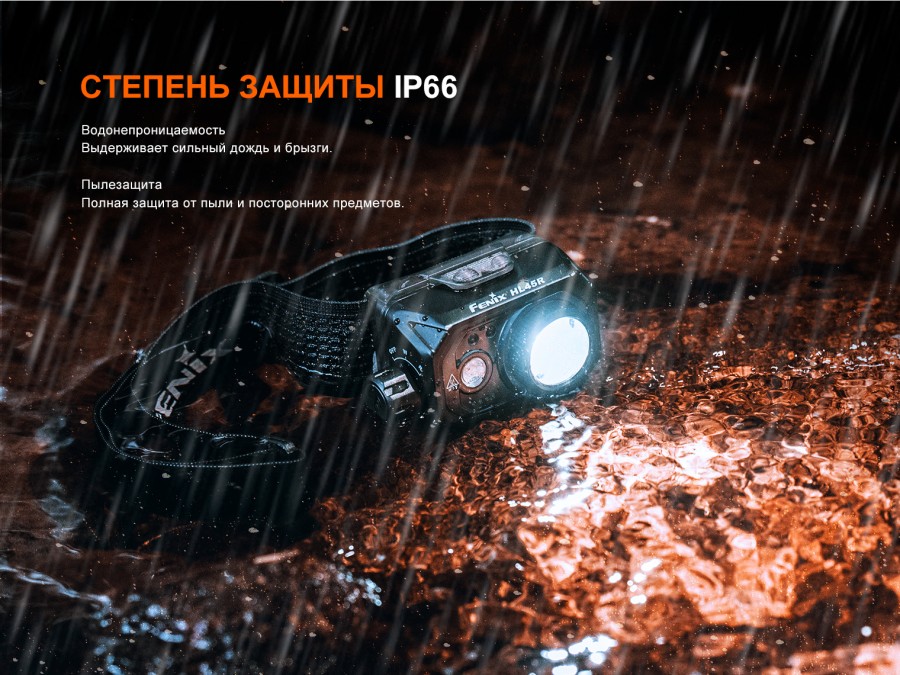 СТЕПЕНЬ ЗАЩИТЫ IP66
Водонепроницаемость
Выдерживает сильный дождь и брызги.
Пылезащита
Полная защита от пыли и посторонних предметов.
FENIX HL45R
FENIX